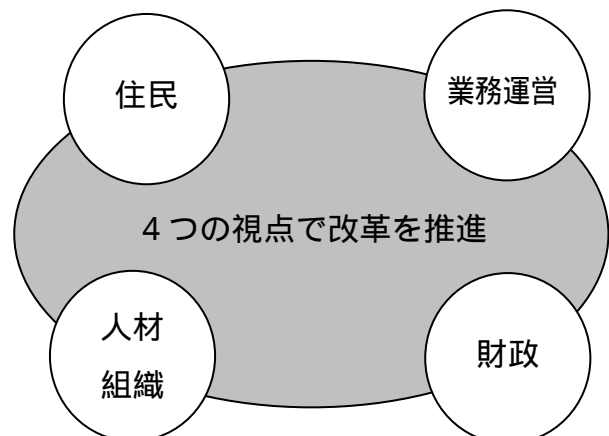 住民
業務運営
４つの視点で改革を推進
人材
組織
財政